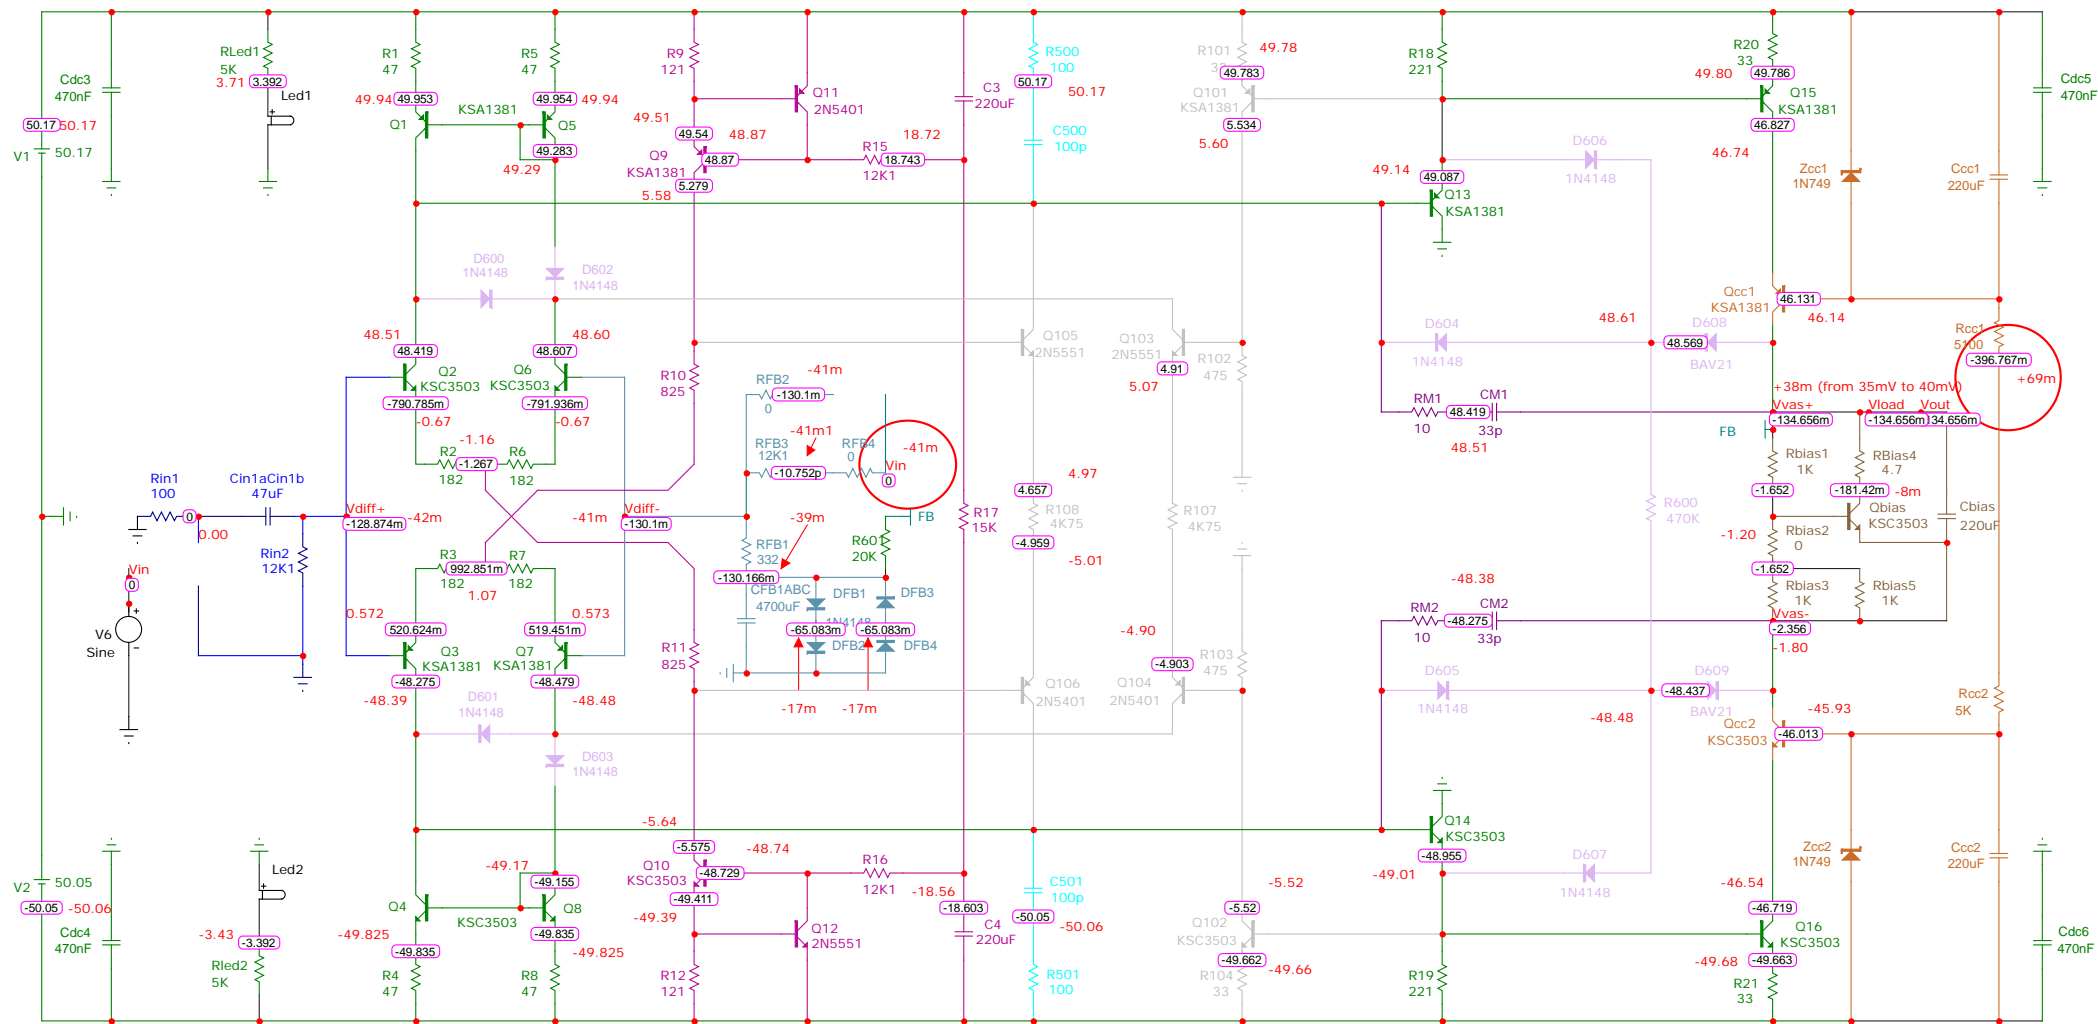 RLed1
5K
3.71
3.392
Led1
Cdc3
470nF
50.17
50.17
V1
50.17
R1
47
R5
47
49.94
49.953
49.954
49.94
KSA1381
Q1
Q5
49.283
49.29
R9
121
Q11
2N5401
49.51
49.54
48.87
48.87
Q9
KSA1381
5.279
5.58
R15
12K1
18.72
18.743
C3
220uF
R500
100
50.17
50.17
C500
100p
R101
49.78
49.783
Q101
KSA1381
5.534
5.60
R18
221
D606
1N4148
49.14
49.087
Q13
KSA1381
R20
33
49.80
49.786
Q15
KSA1381
46.827
46.74
Zcc1
1N749
Ccc1
220uF
Cdc5
470nF
D600
1N4148
D602
1N4148
48.51
48.419
48.60
48.607
Q2
KSC3503
Q6
KSC3503
-790.785m
-791.936m
-0.67
-0.67
-1.16
R2
-1.267
R6
182
182
R10
825
RFB2
-41m
-130.1m
0
-41m1
RFB3
12K1
-10.752p
RFB4
0
-41m
Vin
0
Q105
2N5551
Q103
2N5551
4.91
5.07
R102
475
D604
1N4148
48.61
D608
48.569
BAV21
Qcc1
KSA1381
46.131
46.14
Rcc1
5100
-396.767m
+69m
+38m (from 35mV to 40mV)
RM1
10
48.419
CM1
33p
48.51
Vvas+
-134.656m
Vload
-134.656m
Vout
34.656m
FB
Rbias1
1K
RBias4
4.7
-1.652
-181.42m
-8m
Qbias
KSC3503
Cbias
220uF
-1.20
Rbias2
0
-1.652
Rbias3
1K
Rbias5
1K
Vvas-
-2.356
-1.80
Rin1
100
0
0.00
Cin1aCin1b
47uF
Vdiff+
-128.874m
-42m
Rin2
12K1
Vin
0
V6
Sine
-41m
Vdiff-
-130.1m
-39m
RFB1
332
-130.166m
FB
R601
20K
CFB1ABC
4700uF
DFB1
1N4148
DFB3
-65.083m
-65.083m
DFB2
DFB4
-17m
-17m
R17
15K
4.657
4.97
R108
4K75
-4.959
-5.01
R107
4K75
R600
470K
R3
992.851m
R7
182
182
1.07
0.572
520.624m
0.573
519.451m
Q3
KSA1381
Q7
KSA1381
-48.275
-48.39
-48.479
-48.48
R11
825
-4.90
-4.903
R103
475
Q106
2N5401
Q104
2N5401
-48.38
RM2
10
-48.275
CM2
33p
D605
1N4148
-48.48
-48.437
D609
BAV21
Qcc2
KSC3503
-45.93
-46.013
Rcc2
5K
D601
1N4148
D603
1N4148
-5.64
-5.575
Q10
KSC3503
-48.74
-48.729
-49.411
-49.39
R16
12K1
-18.56
-18.603
C4
220uF
Q12
2N5551
R12
121
C501
100p
-50.05
-50.06
R501
100
-5.52
-5.52
Q102
KSC3503
-49.662
-49.66
R104
33
Q14
KSC3503
-48.955
-49.01
D607
1N4148
R19
221
-46.54
-46.719
Q16
KSC3503
-49.68
-49.663
R21
33
Zcc2
1N749
Ccc2
220uF
Cdc6
470nF
V2
50.05
-50.05
-50.06
Cdc4
470nF
Led2
-3.43
-3.392
Rled2
5K
-49.17
-49.155
Q4
KSC3503
Q8
-49.825
-49.835
-49.835
-49.825
R4
47
R8
47